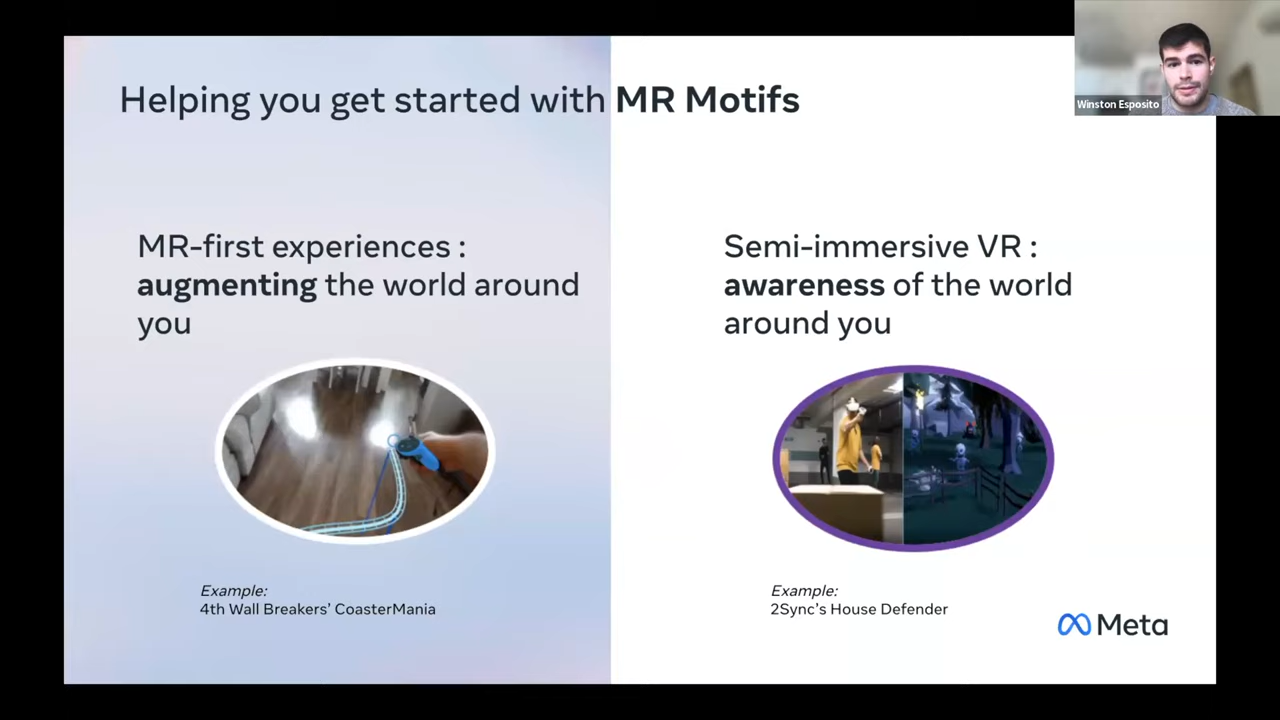 Helping you get started with MR Motifs
Winston Esposito
MR-first experiences :
augmenting the world around
you
Semi-immersive VR :
awareness of the world
around you
Example:
4th Wall Breakers’ CoasterMania
Example:
2Sync’s House Defender
Meta